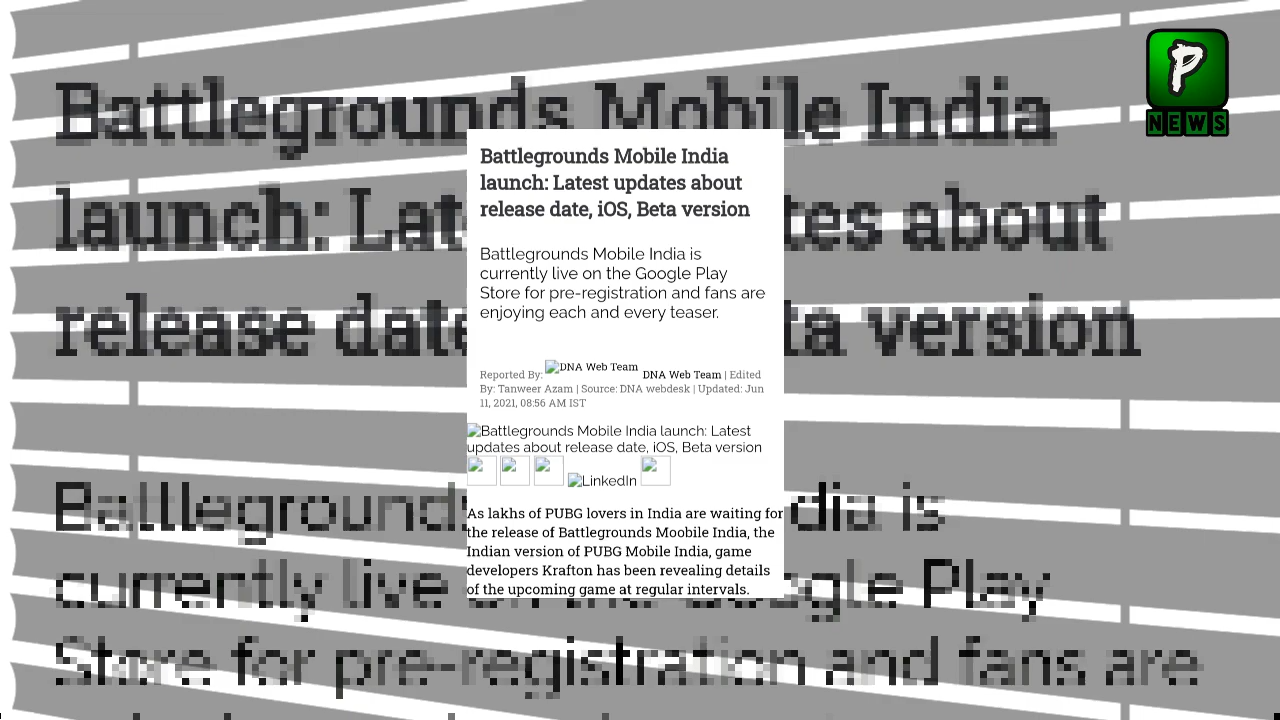 Battlegrounds Mobile India
launch: Latest updates about
release date, iOS, Beta version
Battlegrounds Mobile India is
currently live on the Google Play
Store for pre-registration and fans are
enjoying each and every teaser.
Reported By: DNA Web Team DNA Web Team | Edited
By: Tanweer Azam | Source: DNA webdesk | Updated: Jun
11, 2021, 08:56 AM IST
Battlegrounds Mobile India launch: Latest
updates about release date, iOS, Beta version
LinkedIn
As lakhs of PUBG lovers in India are waiting for
the release of Battlegrounds Moobile India, the
Indian version of PUBG Mobile India, game
developers Krafton has been revealing details
of the upcoming game at regular intervals.
Battlegrounds Mobile India
launch: Lat tes about
release date ta version
Battlegrounds dia is
currently live on the Google Play
Store for pre-registration and fans are
P
NEWS